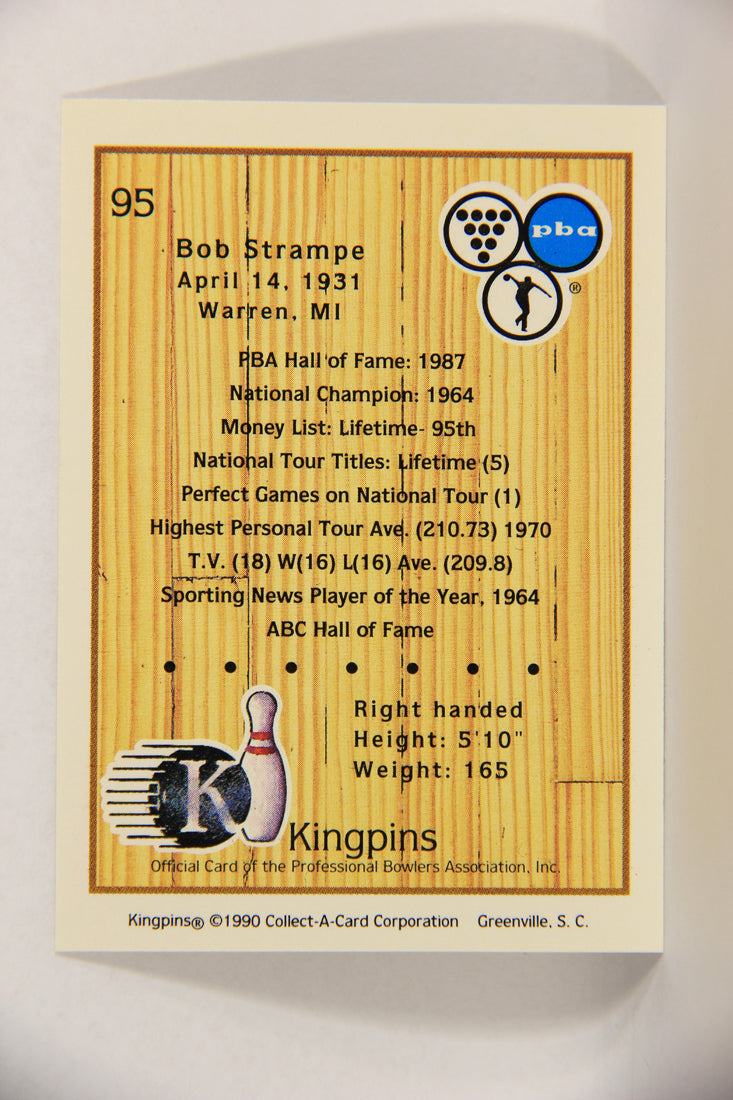 95
pba
®
Bob Strampe
April 14, 1931
Warren, MI
PBA Hall of Fame: 1987
National Champion: 1964
Money List: Lifetime- 95th
National Tour Titles: Lifetime (5)
Perfect Games on National Tour (1)
Highest Personal Tour Ave. (210.73) 1970
T.V. (18) W(16) L(16) Ave. (209.8)
Sporting News Player of the Year, 1964
ABC Hall of Fame
Right handed
Height: 5'10"
Weight: 165
K
Kingpins
Official Card of the Professional Bowlers Association, Inc.
Kingpins® ©1990 Collect-A-Card Corporation Greenville, S. C.